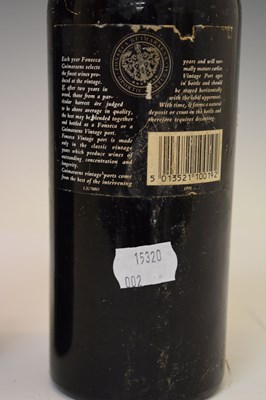 Each year Fonseca
Guimaraens selects
the finest wines prod-
uced at the vintage.
If, after two years in
wood, those from a par-
ticular harvest are judged
to be above average in quality,
the best may be blended together
and bottled as a Fonseca or a
Guimaraens Vintage port.
Fonseca Vintage port is made
only in the classic vintage
years which produce wines of
outstanding concentration and
longevity.
Guimaraens vintage ports come
from the best of the intervening
years and will nor-
mally mature earlier.
Vintage Port ages
in bottle and should
be stored horizontally
with the label uppermost.
With time, it forms a natural
deposit or crust in the bottle and
therefore requires decanting.
5 013521 100192
15320
002